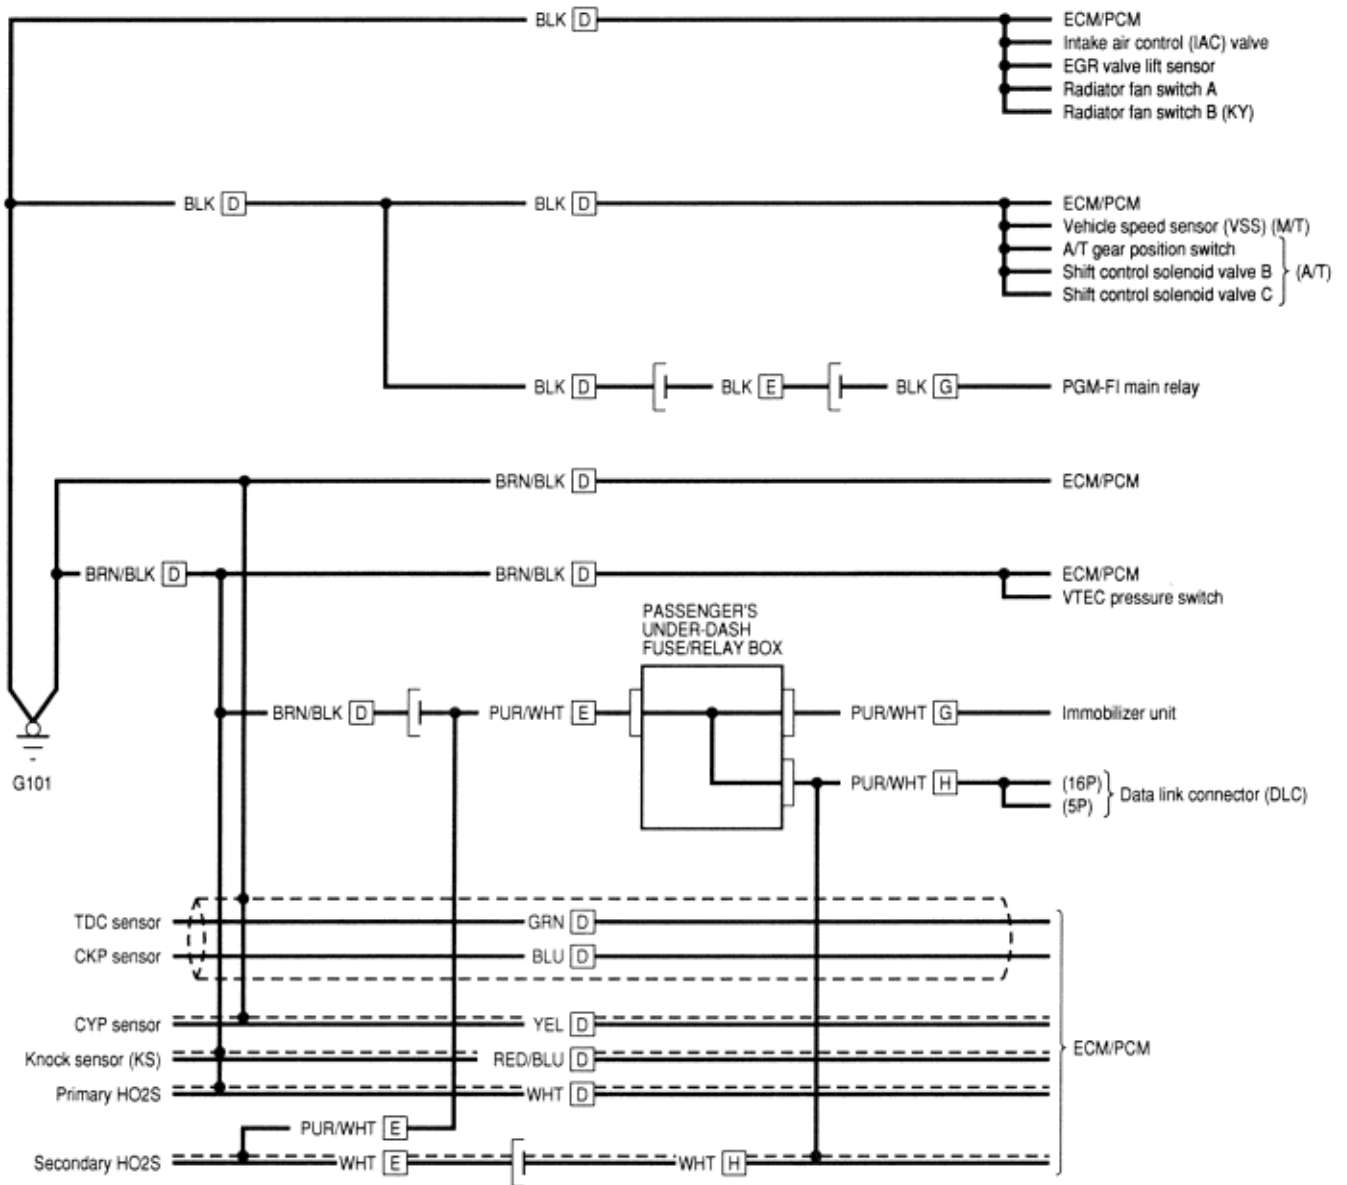 BLK D ECM/PCM
Intake air control (IAC) valve
EGR valve lift sensor
Radiator fan switch A
Radiator fan switch B (KY)
BLK D BLK D ECM/PCM
Vehicle speed sensor (VSS) (M/T)
A/T gear position switch
Shift control solenoid valve B (A/T)
Shift control solenoid valve C
BLK D BLK E BLK G PGM-FI main relay
BRN/BLK D ECM/PCM
BRN/BLK D BRN/BLK D ECM/PCM
VTEC pressure switch
PASSENGER'S
UNDER-DASH
FUSE/RELAY BOX
BRN/BLK D PUR/WHT E PUR/WHT G Immobilizer unit
G101
PUR/WHT H (16P)
Data link connector (DLC)
(5P)
TDC sensor GRN D
CKP sensor BLU D
CYP sensor YEL D
ECM/PCM
Knock sensor (KS) RED/BLU D
Primary HO2S WHT D
PUR/WHT E
Secondary HO2S WHT E WHT H